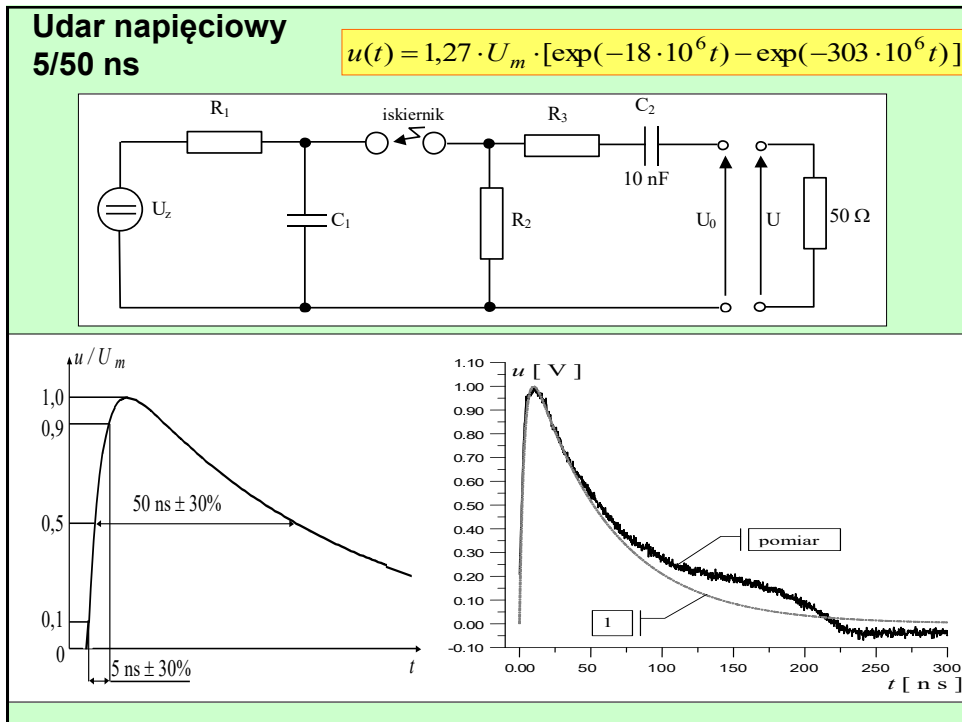 Udar napięciowy
5/50 ns
u(t) = 1,27 · U_m · [exp(−18 · 10^6 t) − exp(−303 · 10^6 t)]
R1
iskiernik
R3
C2
10 nF
Uz
C1
R2
U0
U
50 Ω
u / U_m
1,0
0,9
50 ns ± 30%
0,5
0,1
0
5 ns ± 30%
t
1.10
u [ V ]
1.00
0.90
0.80
0.70
0.60
0.50
0.40
pomiar
0.30
0.20
0.10
1
0.00
-0.10
0.00 50 100 150 200 250 300
t [ n s ]